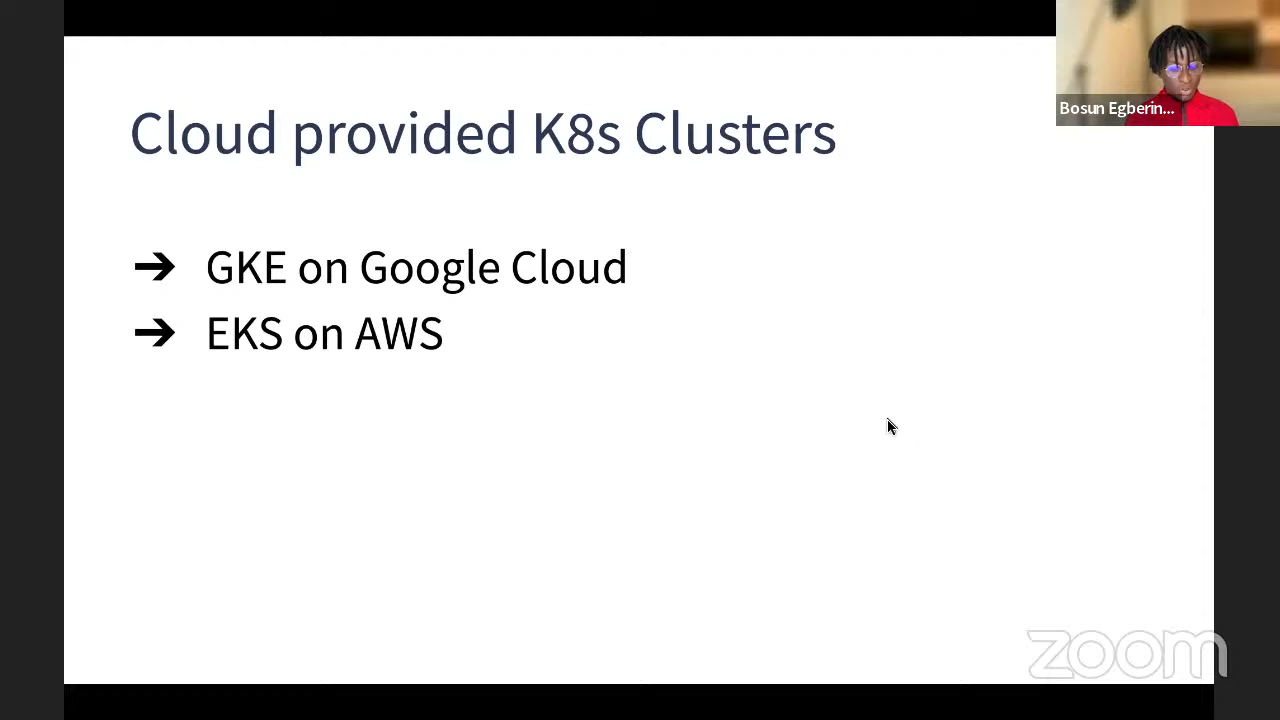 Cloud provided K8s Clusters
Bosun Egberin...
➔ GKE on Google Cloud
➔ EKS on AWS
zoom